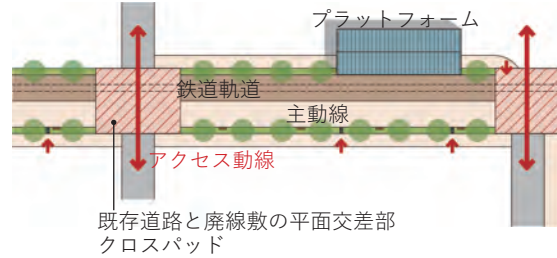 プラットフォーム
鉄道軌道
主動線
アクセス動線
既存道路と廃線敷の平面交差部
クロスパッド